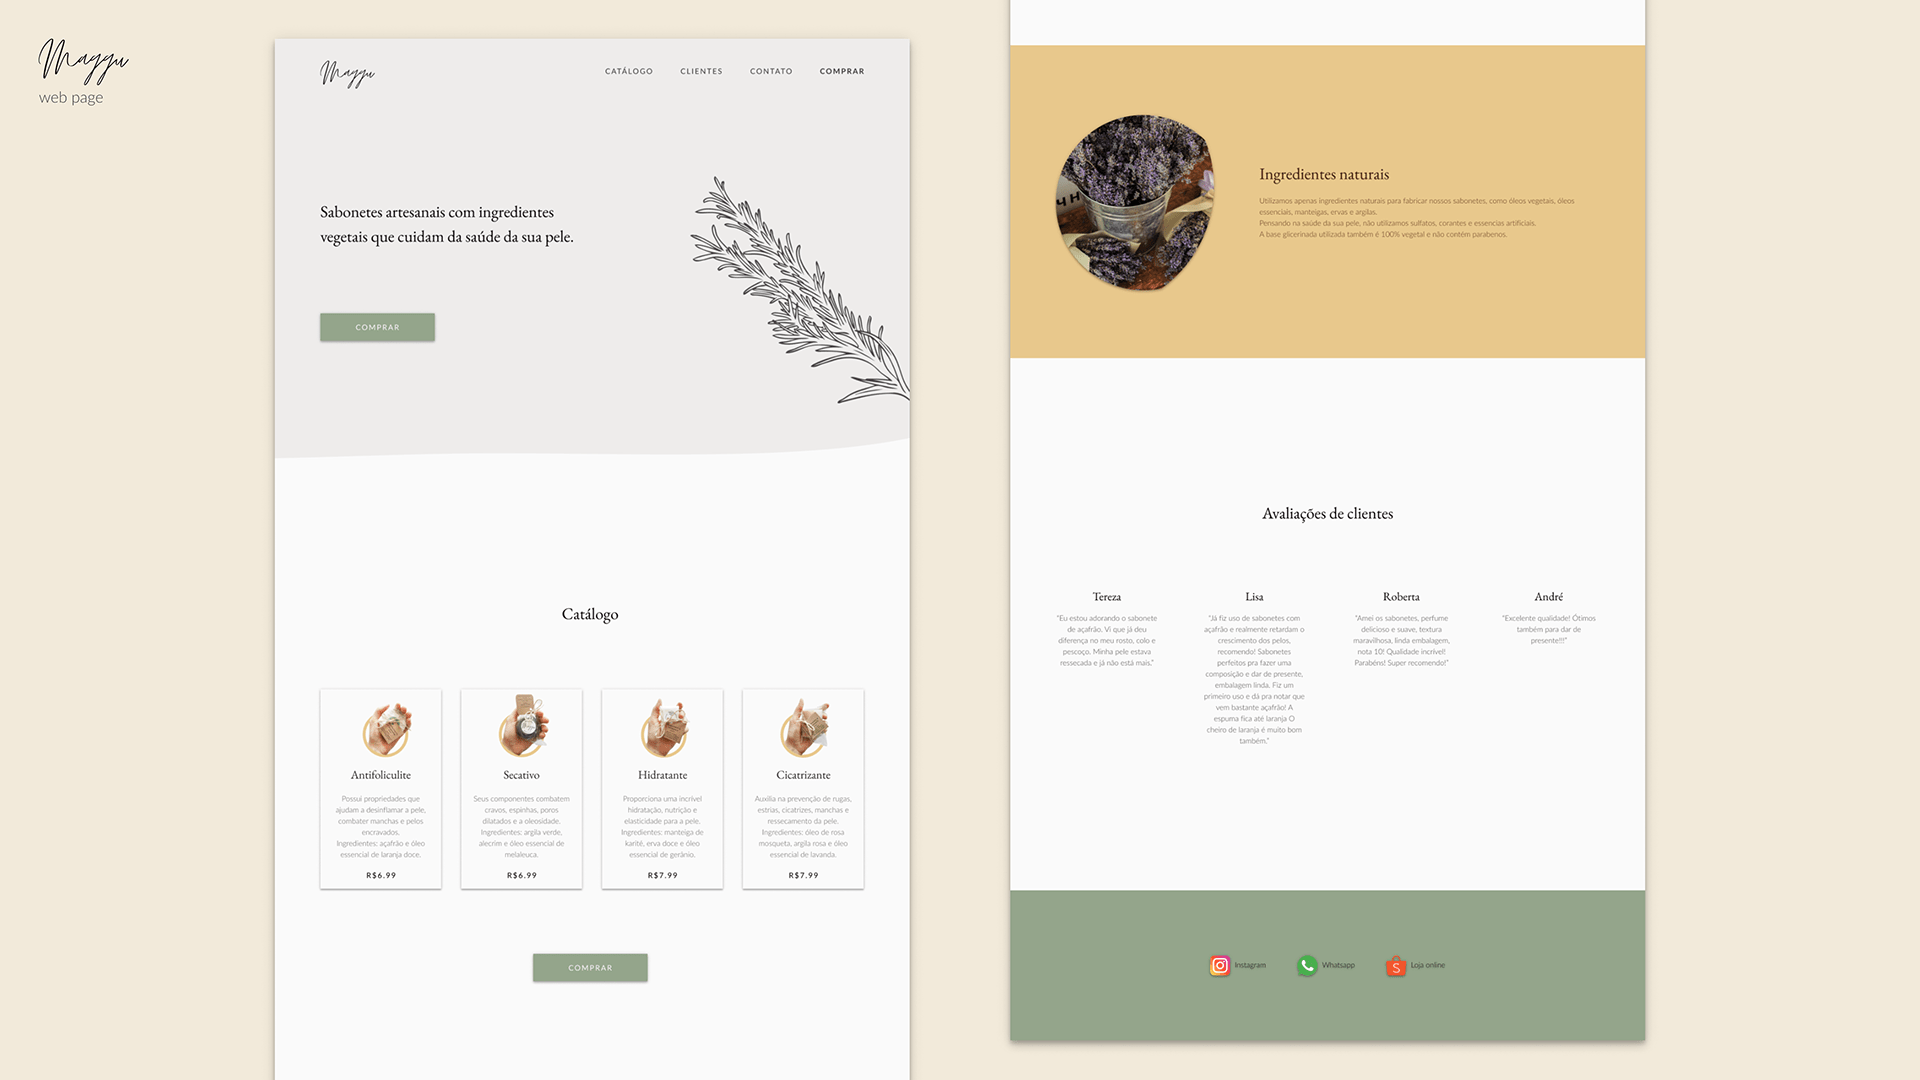 Maggu
web page
Maggu
CATÁLOGO CLIENTES CONTATO COMPRAR
Sabonetes artesanais com ingredientes
vegetais que cuidam da saúde da sua pele.
COMPRAR
Catálogo
Antifoliculite
Possui propriedades que
ajudam a desinflamar a pele,
combater manchas e pelos
encravados.
Ingredientes: açafrão e óleo
essencial de laranja doce.
R$6.99
Secativo
Seus componentes combatem
cravos, espinhas, poros
dilatados e a oleosidade.
Ingredientes: argila verde,
alecrim e óleo essencial de
melaleuca.
R$6.99
Hidratante
Proporciona uma incrível
hidratação, nutrição e
elasticidade para a pele.
Ingredientes: manteiga de
karité, erva doce e óleo
essencial de gerânio.
R$7.99
Cicatrizante
Auxilia na prevenção de rugas,
estrias, cicatrizes, manchas e
ressecamento da pele.
Ingredientes: óleo de rosa
mosqueta, argila rosa e óleo
essencial de lavanda.
R$7.99
COMPRAR
Ingredientes naturais
Utilizamos apenas ingredientes naturais para fabricar nossos sabonetes, como óleos vegetais, óleos
essenciais, manteigas, ervas e argilas.
Pensando na saúde da sua pele, não utilizamos sulfatos, corantes e essencias artificiais.
A base glicerinada utilizada também é 100% vegetal e não contém parabenos.
Avaliações de clientes
Tereza
"Eu estou adorando o sabonete
de açafrão. Vi que já deu
diferença no meu rosto, colo e
pescoço. Minha pele estava
ressecada e já não está mais."
Lisa
"Já fiz uso de sabonetes com
açafrão e realmente retardam o
crescimento dos pelos,
recomendo! Sabonetes
perfeitos pra fazer uma
composição e dar de presente,
embalagem linda. Fiz um
primeiro uso e dá pra notar que
vem bastante açafrão! A
espuma fica até laranja O
cheiro de laranja é muito bom
também."
Roberta
"Amei os sabonetes, perfume
delicioso e suave, textura
maravilhosa, linda embalagem,
nota 10! Qualidade incrível!
Parabéns! Super recomendo!"
André
"Excelente qualidade! Ótimos
também para dar de
presente!!!"
Instagram Whatsapp Loja online